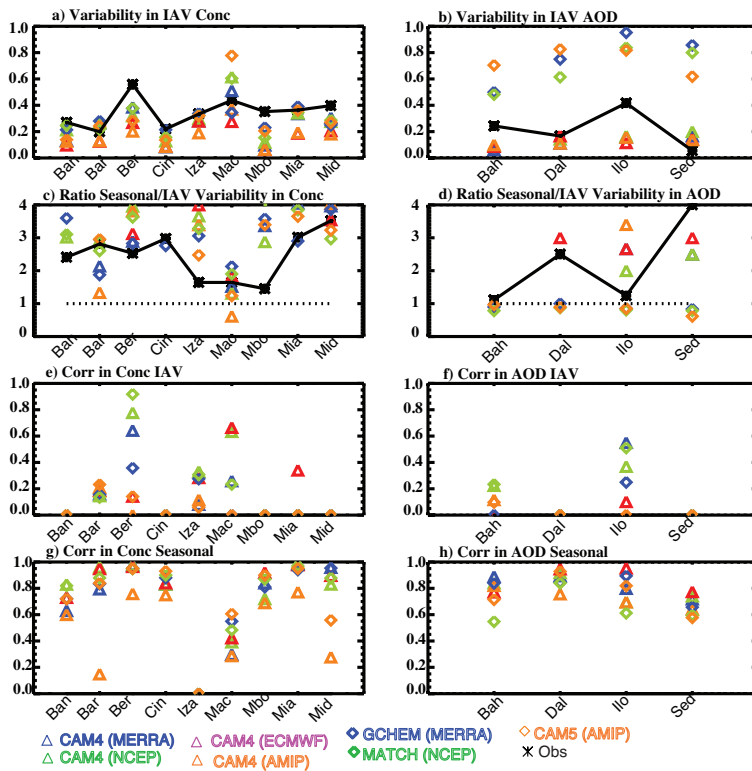 a) Variability in IAV Conc
1.0
0.8
0.6
0.4
0.2
0.0
Ban
Bar
Ber
Cin
Iza
Mac
Mbo
Mia
Mid
b) Variability in IAV AOD
1.0
0.8
0.6
0.4
0.2
0.0
Bah
Dal
Ilo
Sed
c) Ratio Seasonal/IAV Variability in Conc
4
3
2
1
0
Ban
Bar
Ber
Cin
Iza
Mac
Mbo
Mia
Mid
d) Ratio Seasonal/IAV Variability in AOD
4
3
2
1
0
Bah
Dal
Ilo
Sed
e) Corr in Conc IAV
1.0
0.8
0.6
0.4
0.2
0.0
Ban
Bar
Ber
Cin
Iza
Mac
Mbo
Mia
Mid
f) Corr in AOD IAV
1.0
0.8
0.6
0.4
0.2
0.0
Bah
Dal
Ilo
Sed
g) Corr in Conc Seasonal
1.0
0.8
0.6
0.4
0.2
0.0
Ban
Bar
Ber
Cin
Iza
Mac
Mbo
Mia
Mid
h) Corr in AOD Seasonal
1.0
0.8
0.6
0.4
0.2
0.0
Bah
Dal
Ilo
Sed
CAM4 (MERRA)
CAM4 (ECMWF)
GCHEM (MERRA)
CAM5 (AMIP)
CAM4 (NCEP)
CAM4 (AMIP)
MATCH (NCEP)
Obs